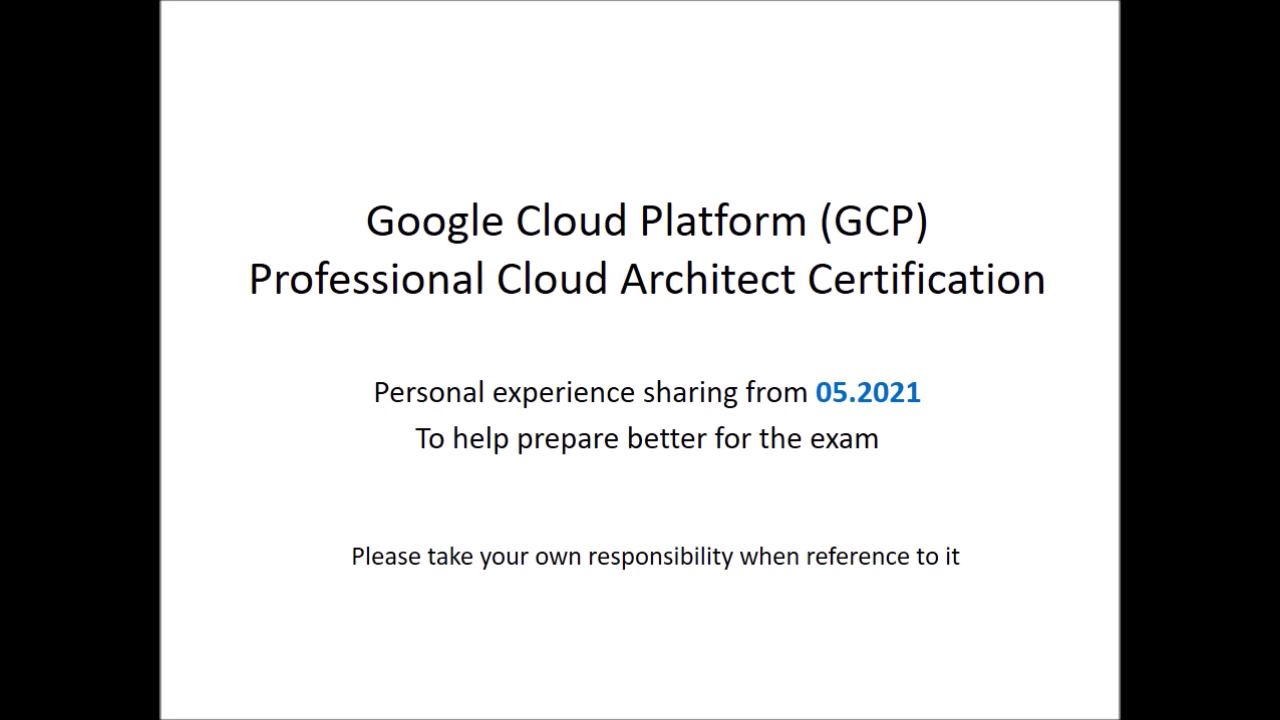 Google Cloud Platform (GCP)
Professional Cloud Architect Certification
Personal experience sharing from 05.2021
To help prepare better for the exam
Please take your own responsibility when reference to it